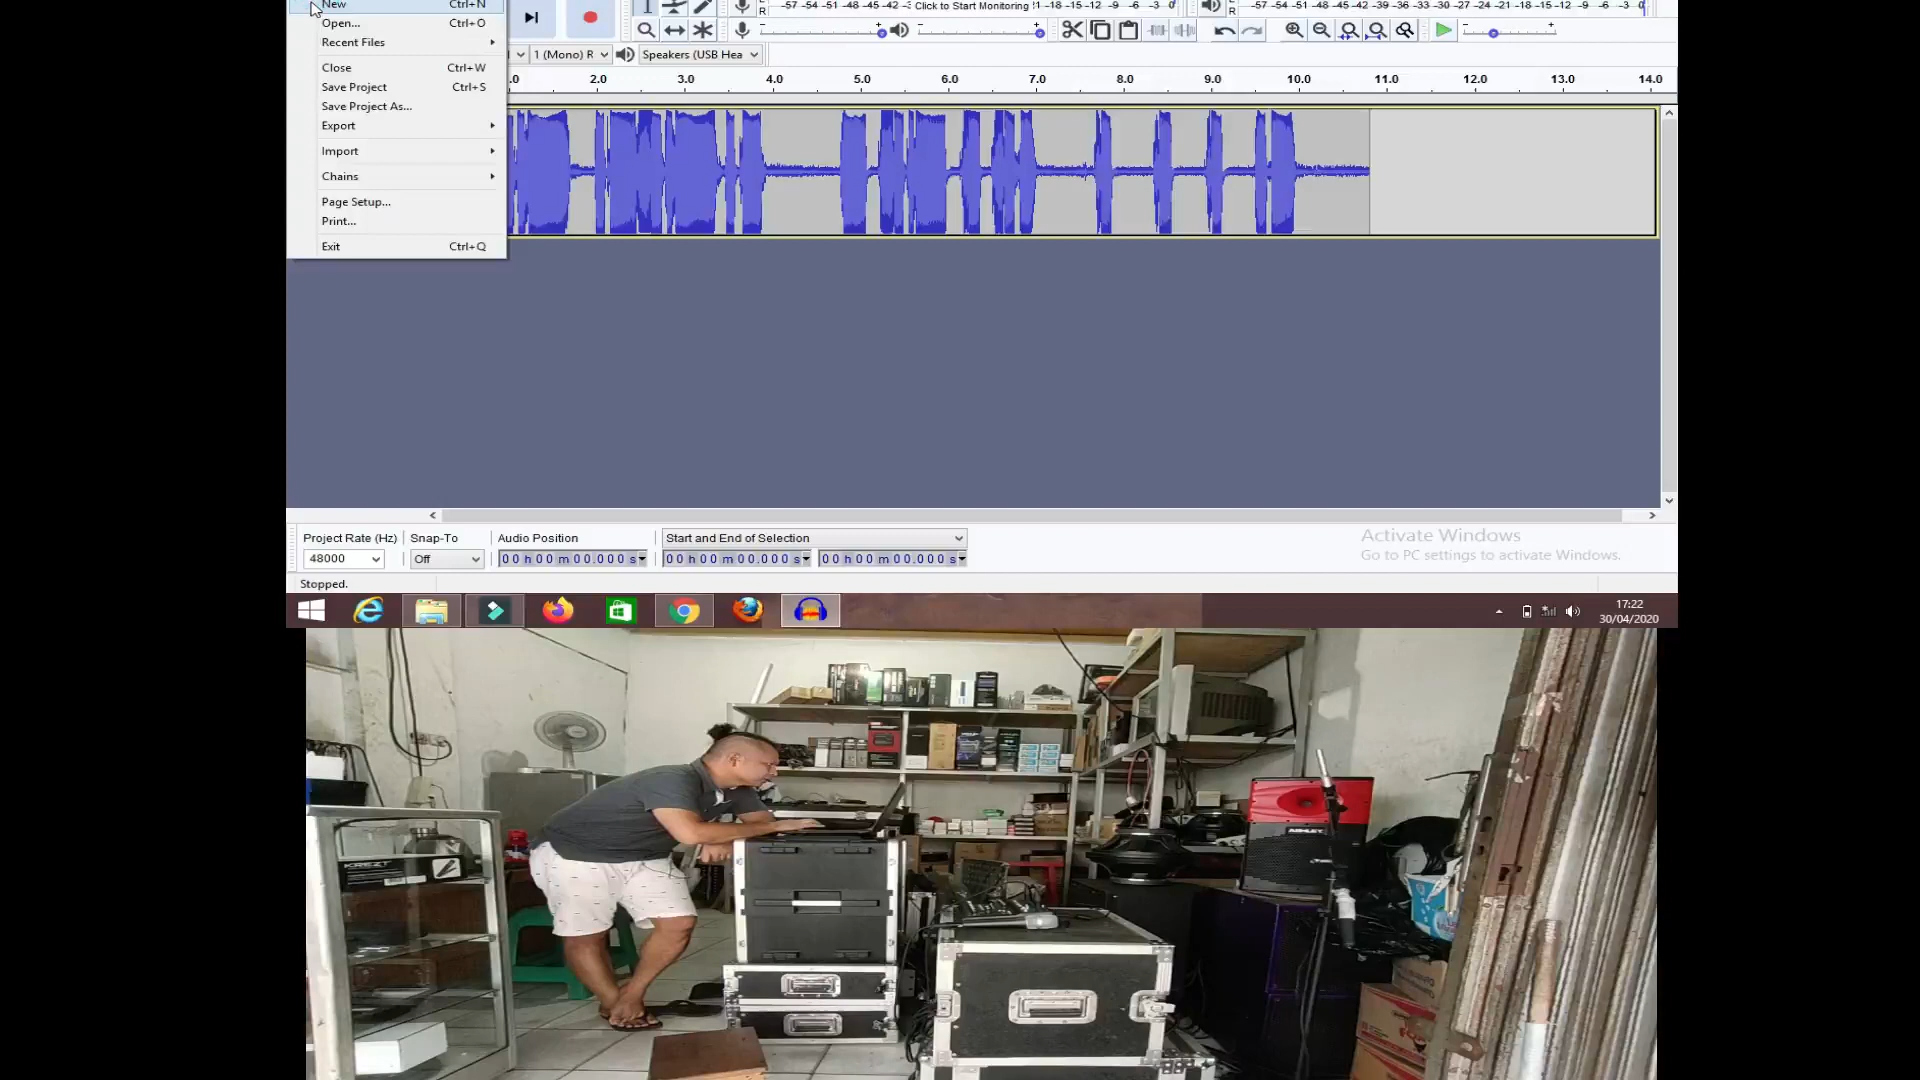 New Ctrl+N
Open... Ctrl+O
Recent Files
Close Ctrl+W
Save Project Ctrl+S
Save Project As...
Export
Import
Chains
Page Setup...
Print...
Exit Ctrl+Q
-57 -54 -51 -48 -45 -42 Click to Start Monitoring -18 -15 -12 -9 -6 -3 0
-57 -54 -51 -48 -45 -42 -39 -36 -33 -30 -27 -24 -21 -18 -15 -12 -9 -6 -3 0
1 (Mono) R Speakers (USB Hea
.0 2.0 3.0 4.0 5.0 6.0 7.0 8.0 9.0 10.0 11.0 12.0 13.0 14.0
Project Rate (Hz) Snap-To Audio Position Start and End of Selection
48000 Off 00 h 00 m 00.000 s 00 h 00 m 00.000 s 00 h 00 m 00.000 s
Activate Windows
Go to PC settings to activate Windows.
Stopped.
17:22
30/04/2020
KREZT
ASHLEY